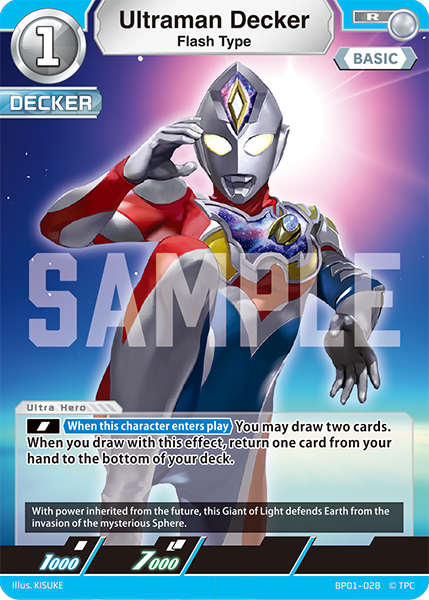 Ultraman Decker
R
1
Flash Type
BASIC
DECKER
SAMPLE
Ultra Hero
When this character enters play You may draw two cards.
When you draw with this effect, return one card from your
hand to the bottom of your deck.
With power inherited from the future, this Giant of Light defends Earth from the
invasion of the mysterious Sphere.
1000 7000
Illus. KISUKE BP01-028 © TPC